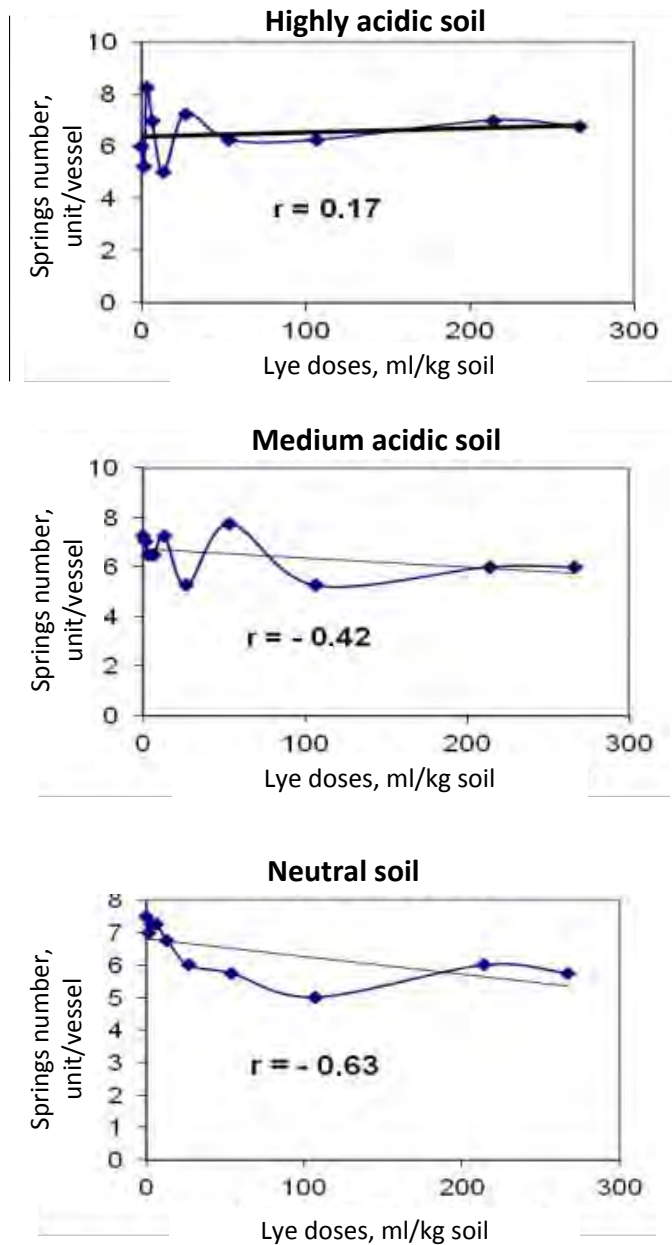 Highly acidic soil
10
8
6
4
2
0
Springs number,
unit/vessel
r = 0.17
0 100 200 300
Lye doses, ml/kg soil
Medium acidic soil
10
8
6
4
2
0
Springs number,
unit/vessel
r = - 0.42
0 100 200 300
Lye doses, ml/kg soil
Neutral soil
8
7
6
5
4
3
2
1
0
Springs number,
unit/vessel
r = - 0.63
0 100 200 300
Lye doses, ml/kg soil